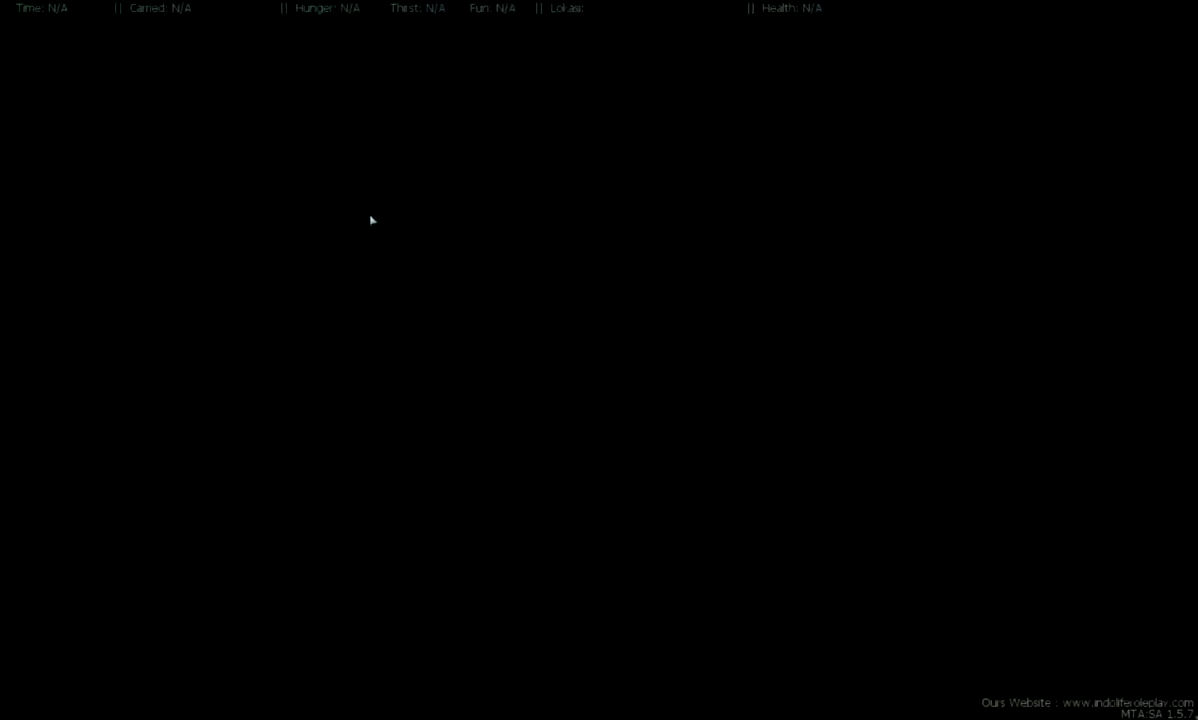 Time: N/A || Carried: N/A || Hunger: N/A Thirst: N/A Fun: N/A || Lokasi: || Health: N/A
Ours Website : www.indoliferoleplay.com
MTA:SA 1.5.7